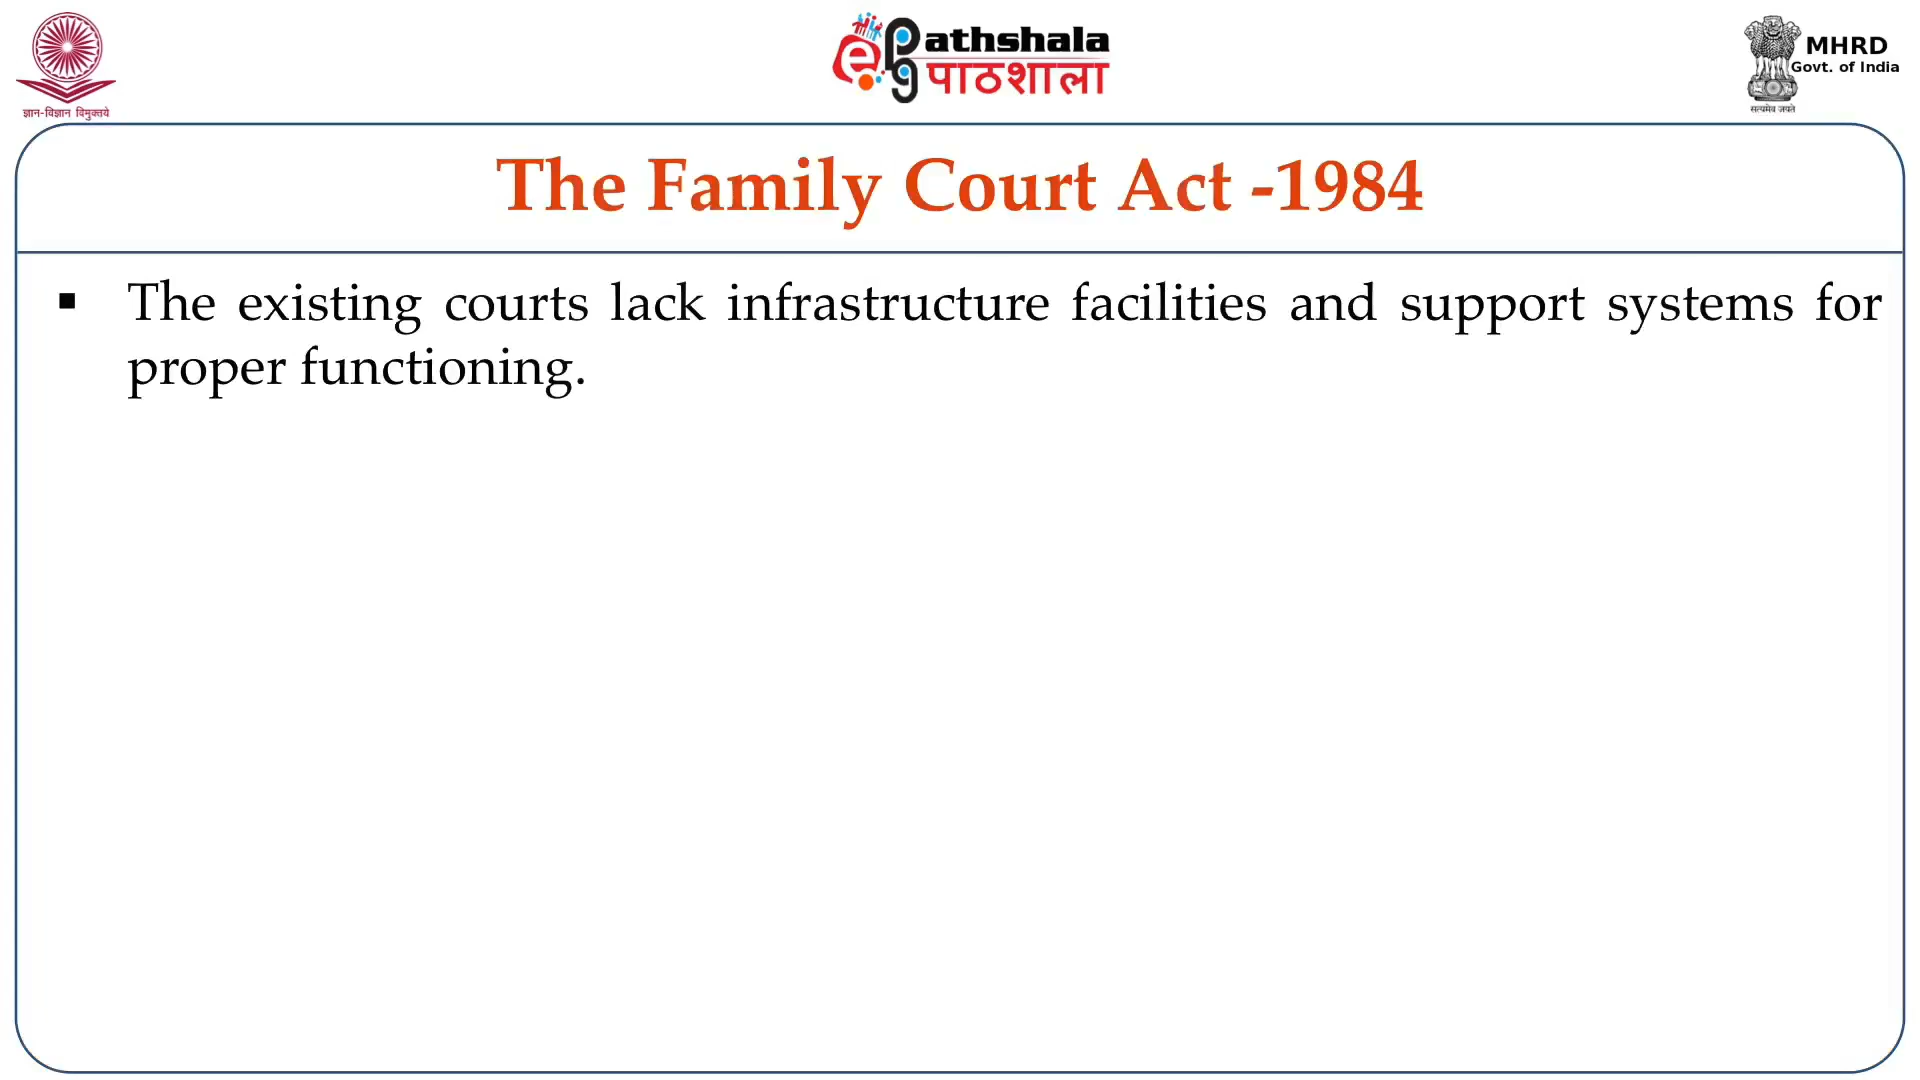 ज्ञान-विज्ञान विमुक्तये
ePathshala
पाठशाला
MHRD
Govt. of India
सत्यमेव जयते
The Family Court Act -1984
▪ The existing courts lack infrastructure facilities and support systems for
proper functioning.